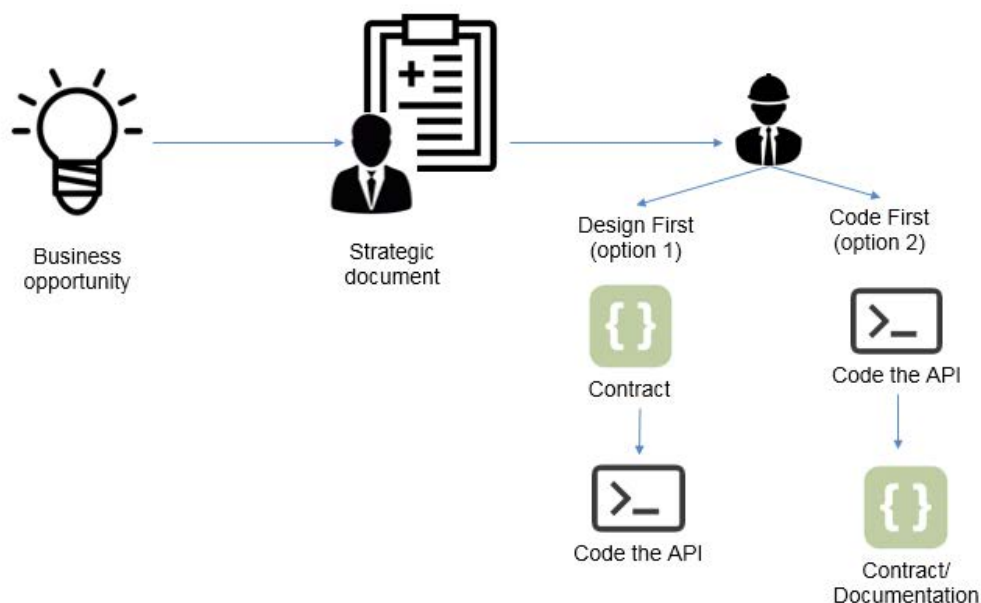 Business
opportunity
Strategic
document
Design First
(option 1)
Contract
Code the API
Code First
(option 2)
Code the API
Contract/
Documentation